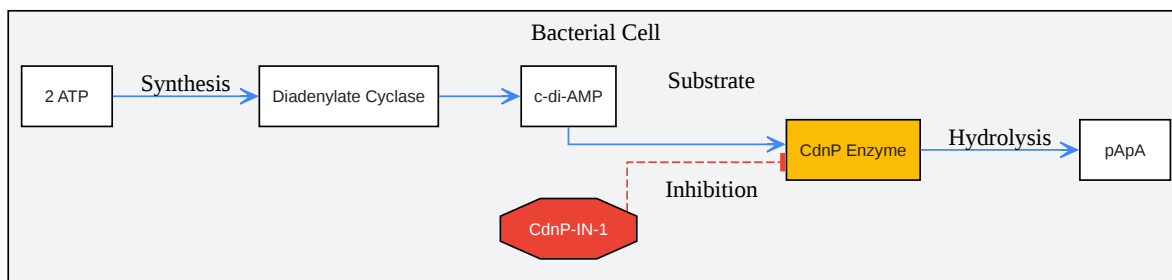 Bacterial Cell
2 ATP
Synthesis
Diadenylate Cyclase
c-di-AMP
Substrate
CdnP Enzyme
Hydrolysis
pApA
Inhibition
CdnP-IN-1